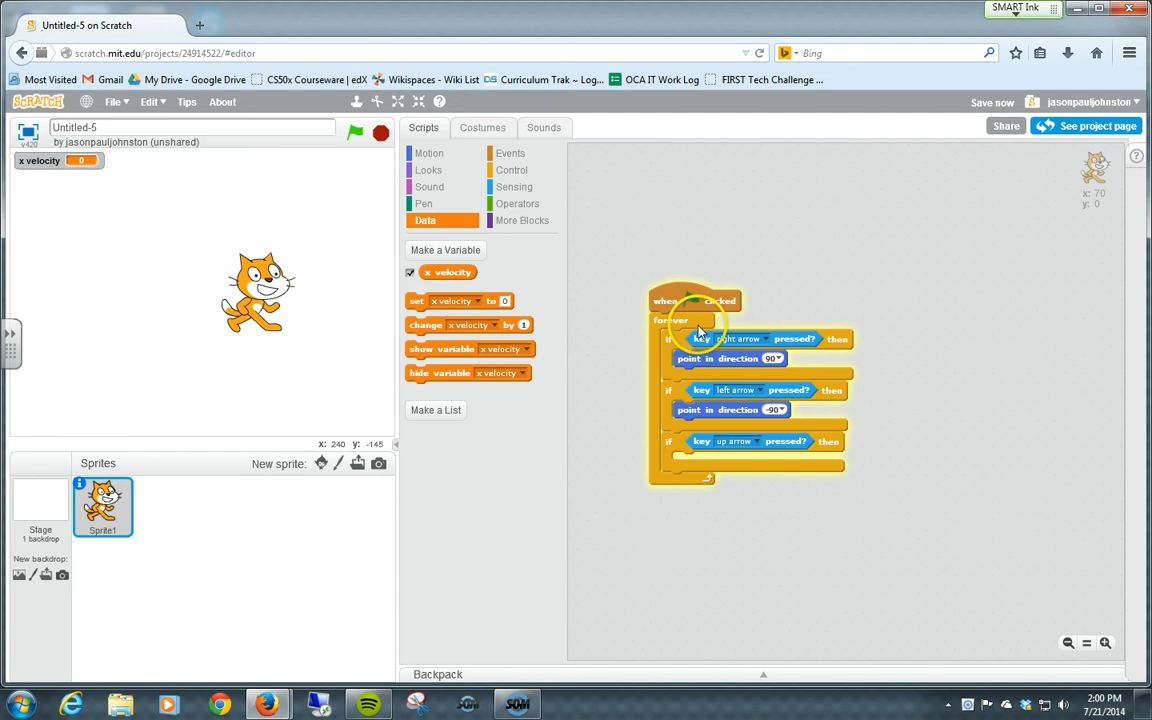 SMART Ink
Untitled-5 on Scratch
scratch.mit.edu/projects/24914522/#editor
Bing
Most Visited Gmail My Drive - Google Drive CS50x Courseware | edX Wikispaces - Wiki List Curriculum Trak ~ Log... OCA IT Work Log FIRST Tech Challenge ...
SCRATCH File Edit Tips About Save now jasonpauljohnston
Untitled-5
by jasonpauljohnston (unshared)
v420
Scripts Costumes Sounds
Share See project page
x velocity 0
Motion Events
Looks Control
Sound Sensing
Pen Operators
Data More Blocks
x: 70
y: 0
Make a Variable
x velocity
set x velocity to 0
change x velocity by 1
show variable x velocity
hide variable x velocity
Make a List
when clicked
forever
if key right arrow pressed? then
point in direction 90
if key left arrow pressed? then
point in direction -90
if key up arrow pressed? then
x: 240 y: -145
Sprites New sprite:
Stage
1 backdrop
Sprite1
New backdrop:
Backpack
2:00 PM
7/21/2014